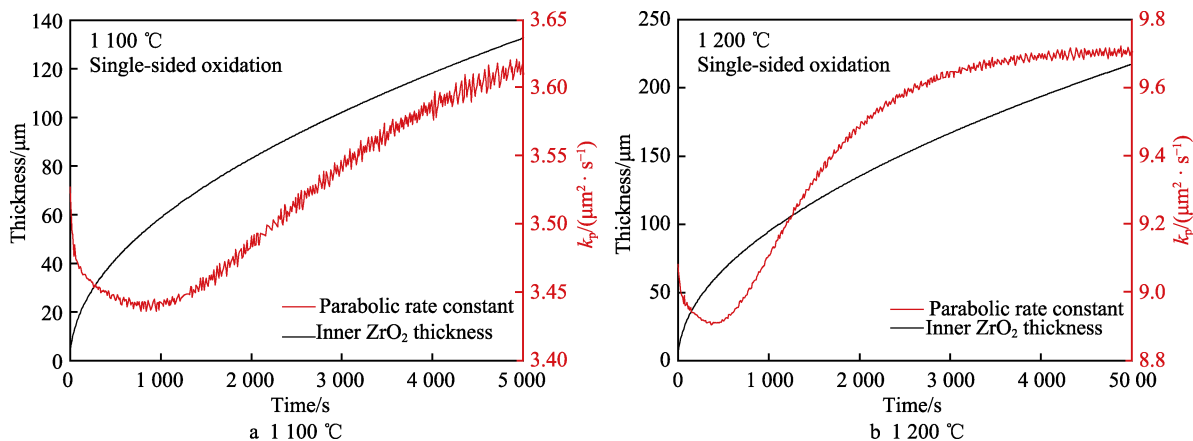 1 100 ℃
Single-sided oxidation
140
120
100
80
60
40
20
0
Thickness/μm
3.65
3.60
3.55
3.50
3.45
3.40
kp/(μm² · s⁻¹)
Parabolic rate constant
Inner ZrO₂ thickness
0
1 000
2 000
3 000
4 000
5 000
Time/s
a 1 100 ℃
1 200 ℃
Single-sided oxidation
250
200
150
100
50
0
Thickness/μm
9.8
9.6
9.4
9.2
9.0
8.8
kp/(μm² · s⁻¹)
Parabolic rate constant
Inner ZrO₂ thickness
0
1 000
2 000
3 000
4 000
50 00
Time/s
b 1 200 ℃